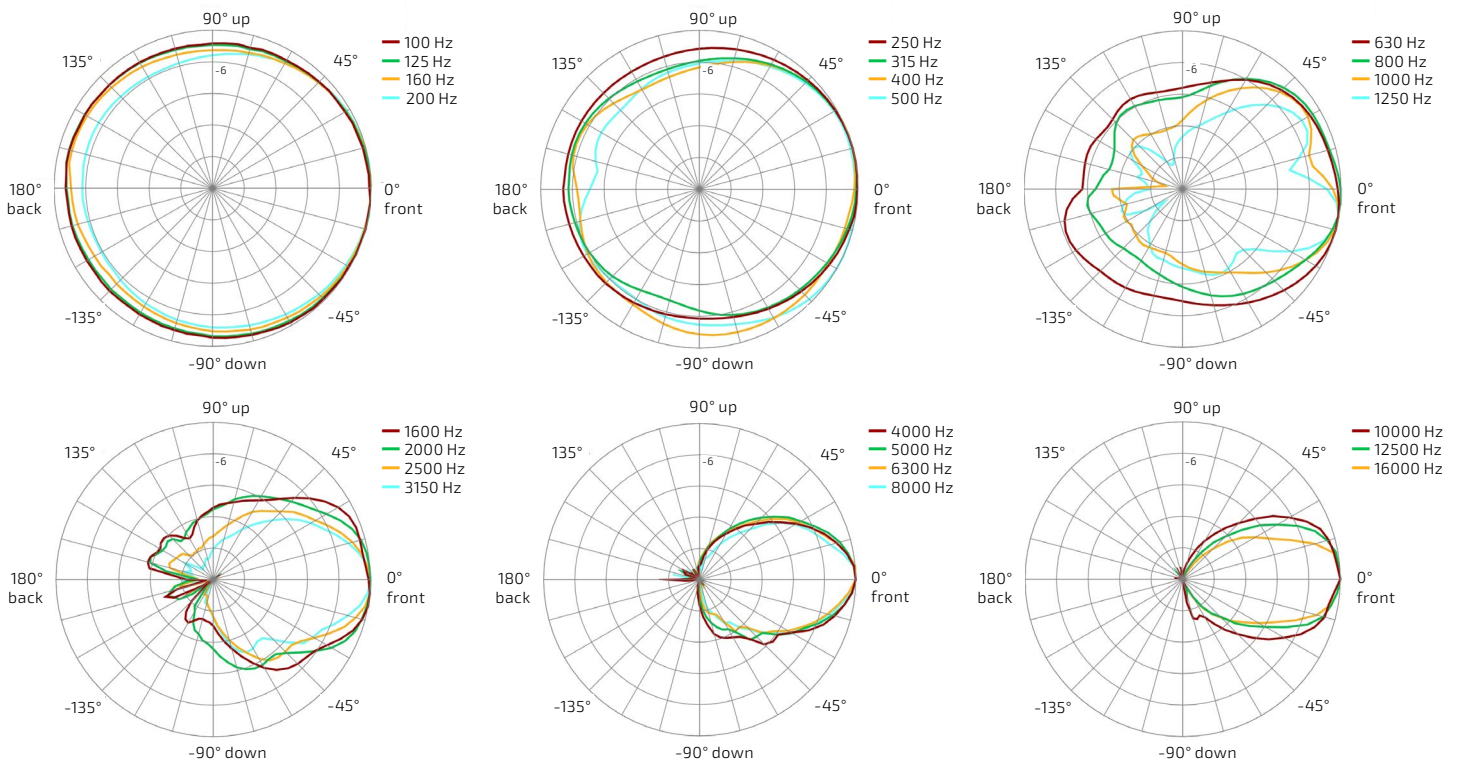 90° up
135°
45°
-6
180°
back
0°
front
-135°
-45°
-90° down
100 Hz
125 Hz
160 Hz
200 Hz
90° up
135°
45°
-6
180°
back
0°
front
-135°
-45°
-90° down
250 Hz
315 Hz
400 Hz
500 Hz
90° up
135°
45°
-6
180°
back
0°
front
-135°
-45°
-90° down
630 Hz
800 Hz
1000 Hz
1250 Hz
90° up
135°
45°
-6
180°
back
0°
front
-135°
-45°
-90° down
1600 Hz
2000 Hz
2500 Hz
3150 Hz
90° up
135°
45°
-6
180°
back
0°
front
-135°
-45°
-90° down
4000 Hz
5000 Hz
6300 Hz
8000 Hz
90° up
135°
45°
-6
180°
back
0°
front
-135°
-45°
-90° down
10000 Hz
12500 Hz
16000 Hz